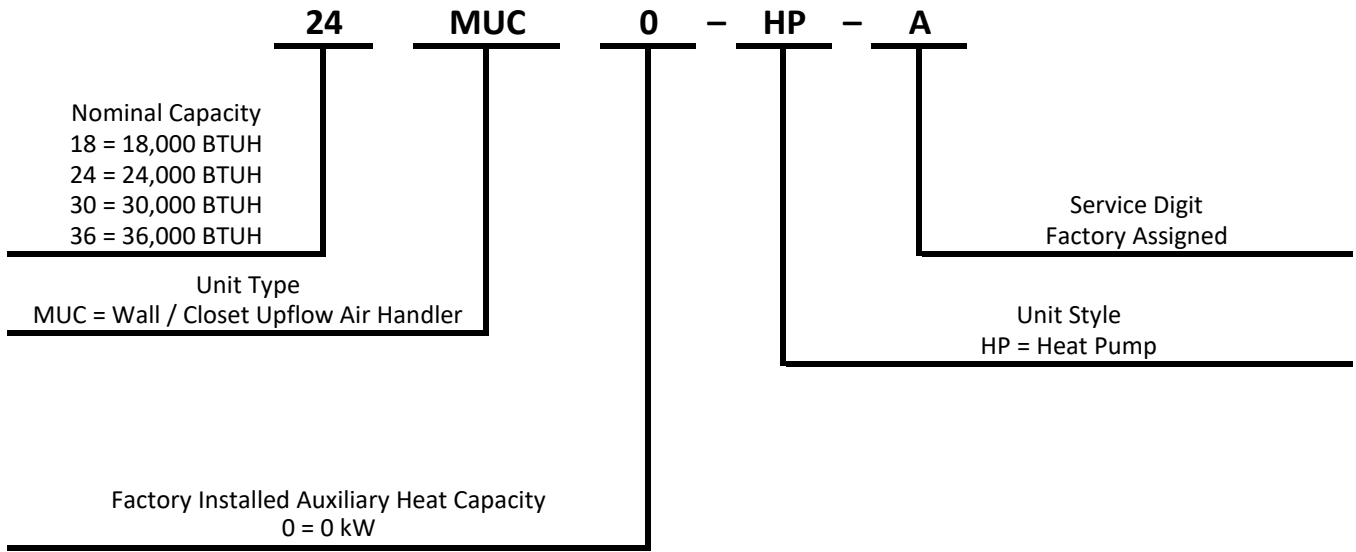 24 MUC 0 – HP – A
Nominal Capacity
18 = 18,000 BTUH
24 = 24,000 BTUH
30 = 30,000 BTUH
36 = 36,000 BTUH
Service Digit
Factory Assigned
Unit Type
MUC = Wall / Closet Upflow Air Handler
Unit Style
HP = Heat Pump
Factory Installed Auxiliary Heat Capacity
0 = 0 kW